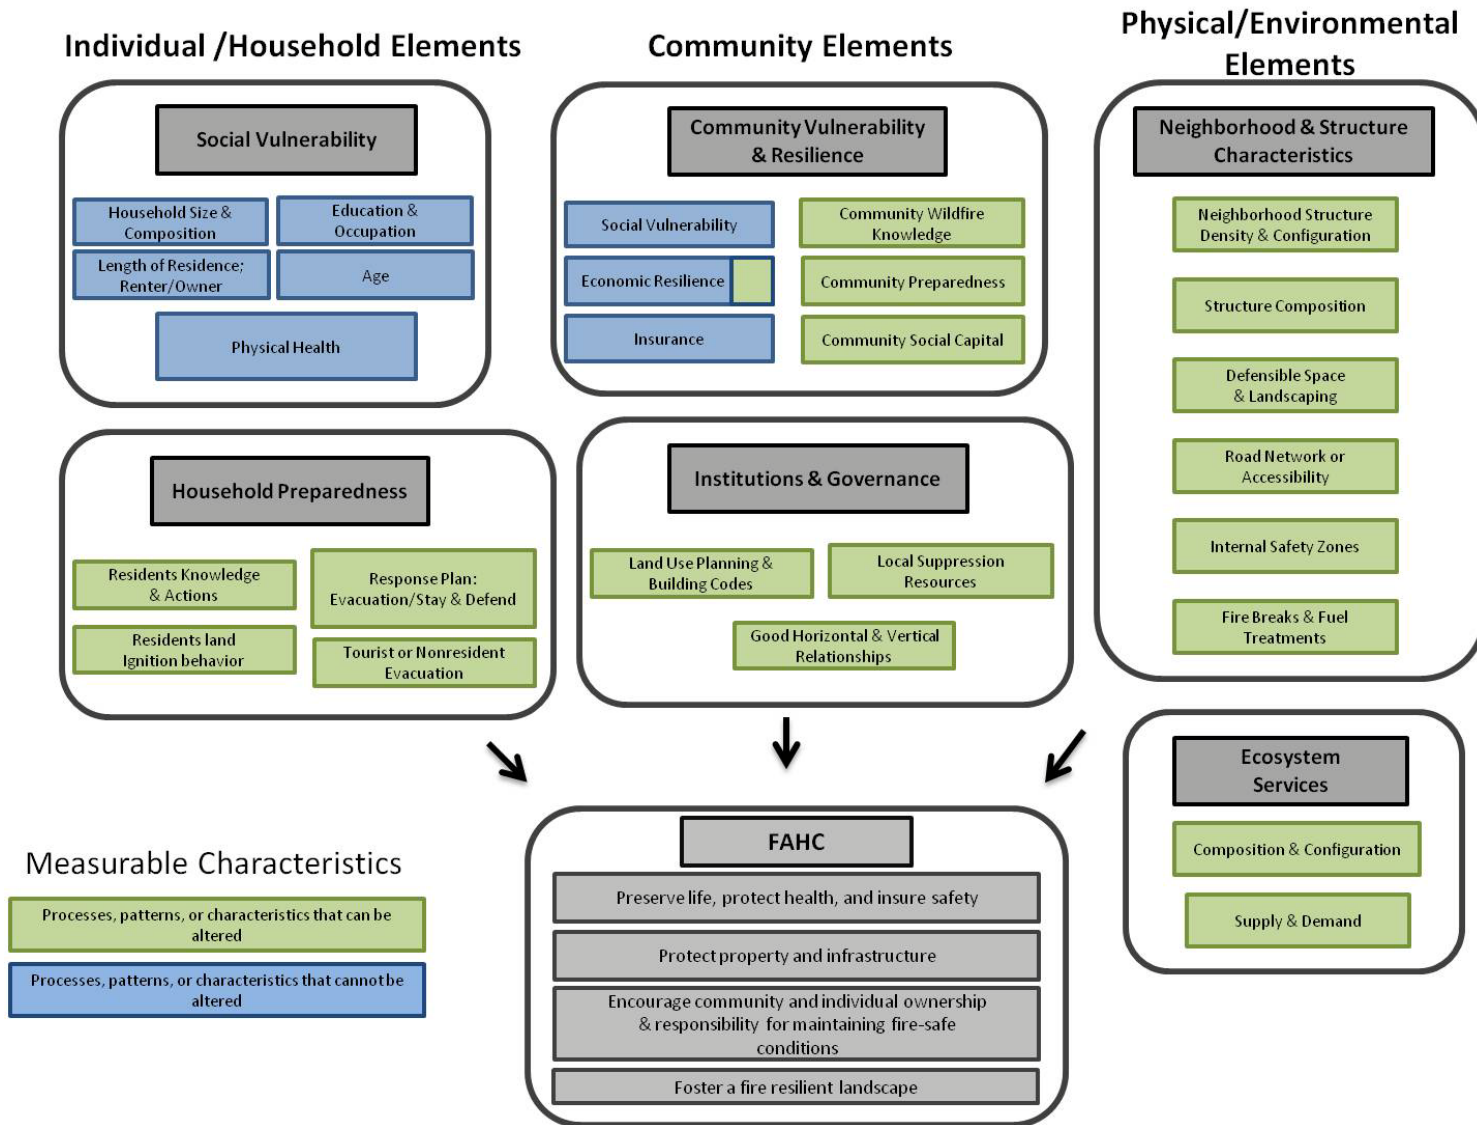 Individual /Household Elements
Social Vulnerability
Household Size &
Composition
Education &
Occupation
Length of Residence;
Renter/Owner
Age
Physical Health
Household Preparedness
Residents Knowledge
& Actions
Response Plan:
Evacuation/Stay & Defend
Residents land
Ignition behavior
Tourist or Nonresident
Evacuation
Community Elements
Community Vulnerability
& Resilience
Social Vulnerability
Community Wildfire
Knowledge
Economic Resilience
Community Preparedness
Insurance
Community Social Capital
Institutions & Governance
Land Use Planning &
Building Codes
Local Suppression
Resources
Good Horizontal & Vertical
Relationships
Physical/Environmental
Elements
Neighborhood & Structure
Characteristics
Neighborhood Structure
Density & Configuration
Structure Composition
Defensible Space
& Landscaping
Road Network or
Accessibility
Internal Safety Zones
Fire Breaks & Fuel
Treatments
Ecosystem
Services
Composition & Configuration
Supply & Demand
FAHC
Preserve life, protect health, and insure safety
Protect property and infrastructure
Encourage community and individual ownership
& responsibility for maintaining fire-safe
conditions
Foster a fire resilient landscape
Measurable Characteristics
Processes, patterns, or characteristics that can be
altered
Processes, patterns, or characteristics that cannot be
altered